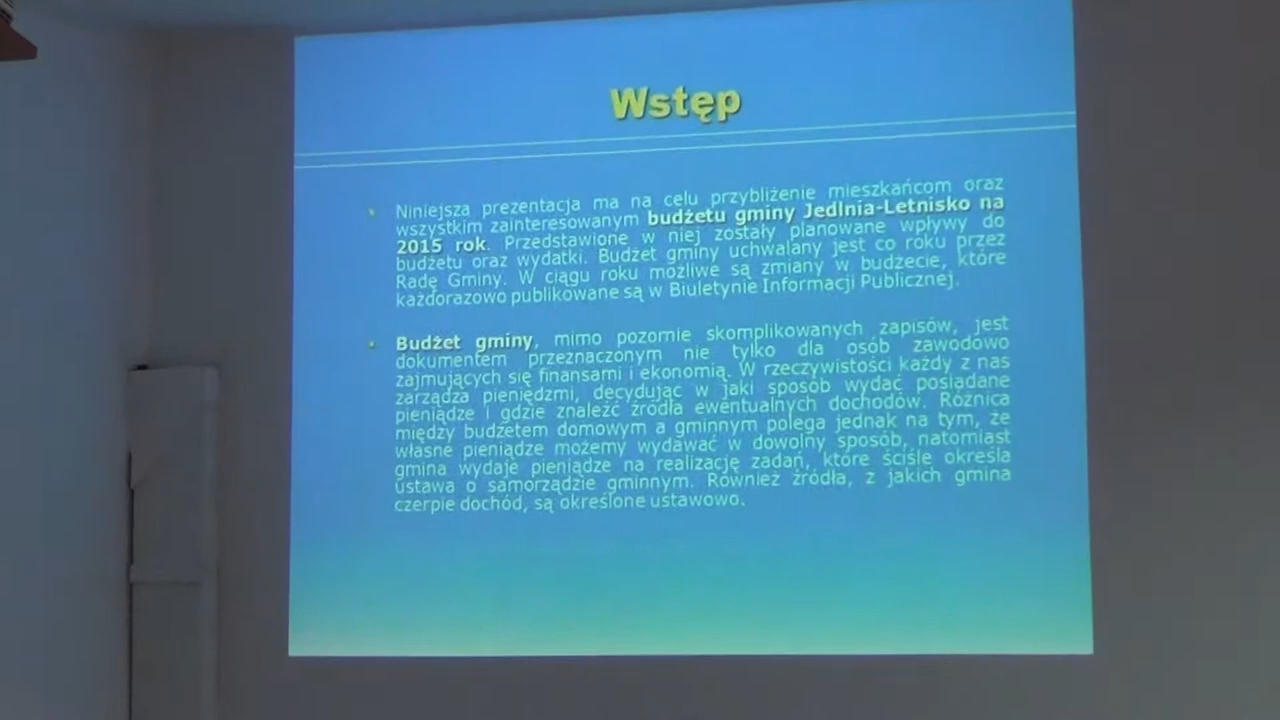 Wstęp
Niniejsza prezentacja ma na celu przybliżenie mieszkańcom oraz
wszystkim zainteresowanym budżetu gminy Jedlnia-Letnisko na
2015 rok. Przedstawione w niej zostały planowane wpływy do
budżetu oraz wydatki. Budżet gminy uchwalany jest co roku przez
Radę Gminy. W ciągu roku możliwe są zmiany w budżecie, które
każdorazowo publikowane są w Biuletynie Informacji Publicznej.
Budżet gminy, mimo pozornie skomplikowanych zapisów, jest
dokumentem przeznaczonym nie tylko dla osób zawodowo
zajmujących się finansami i ekonomią. W rzeczywistości każdy z nas
zarządza pieniędzmi, decydując w jaki sposób wydać posiadane
pieniądze i gdzie znaleźć źródła ewentualnych dochodów. Różnica
między budżetem domowym a gminnym polega jednak na tym, że
własne pieniądze możemy wydawać w dowolny sposób, natomiast
gmina wydaje pieniądze na realizację zadań, które ściśle określa
ustawa o samorządzie gminnym. Również źródła, z jakich gmina
czerpie dochód, są określone ustawowo.